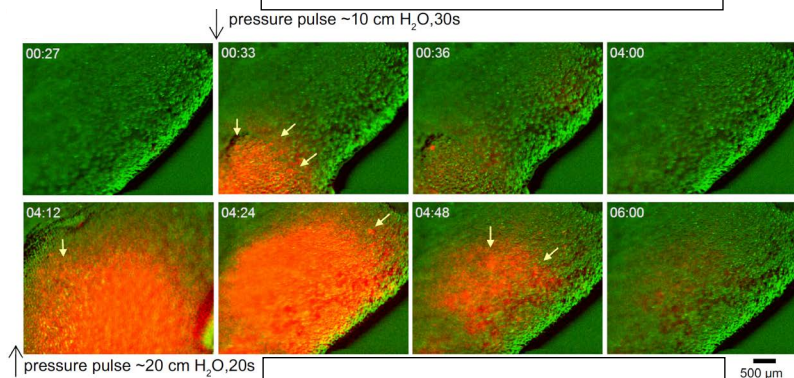 pressure pulse ~10 cm H₂O,30s
00:27
00:33
00:36
04:00
04:12
04:24
04:48
06:00
pressure pulse ~20 cm H₂O,20s
500 µm